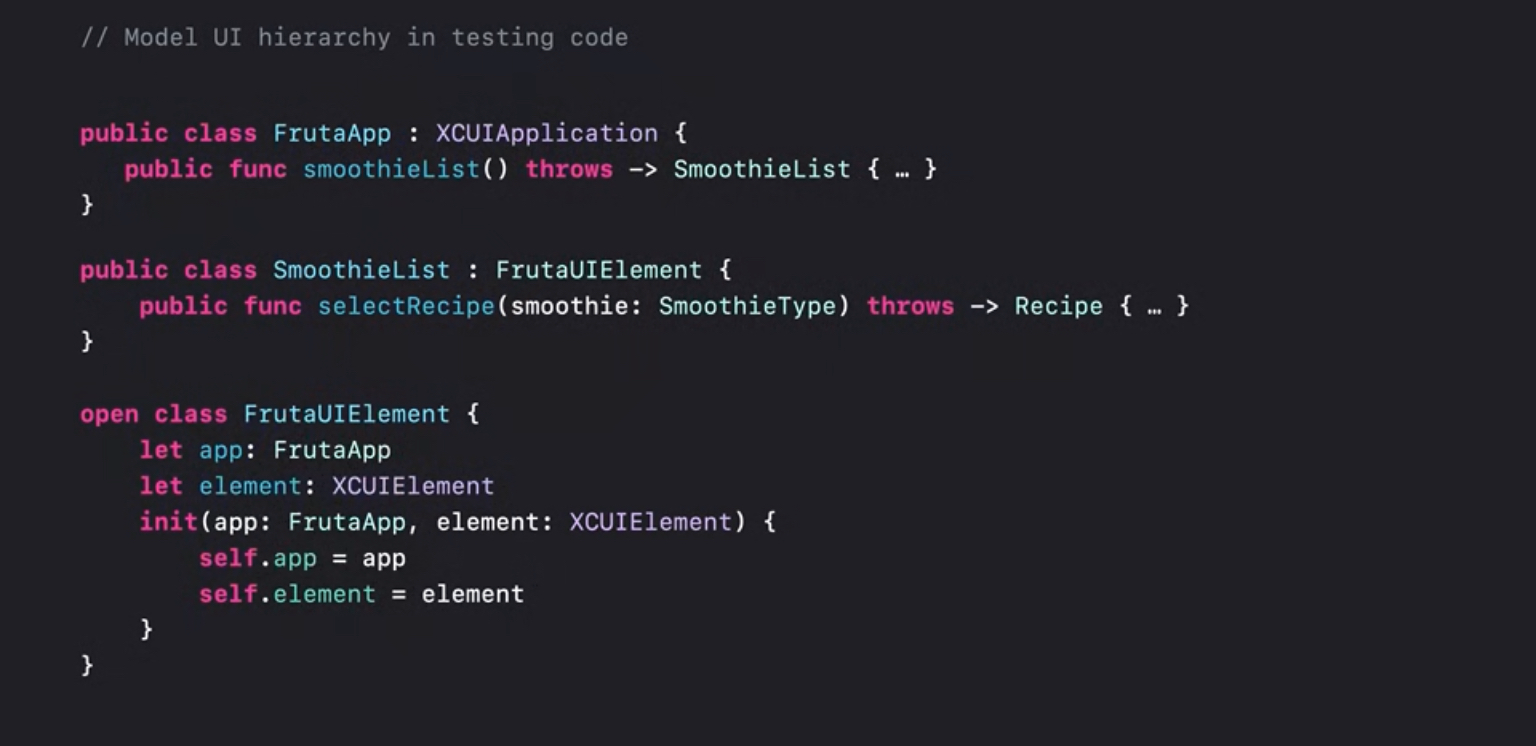 // Model UI hierarchy in testing code
public class FrutaApp : XCUIApplication {
   public func smoothieList() throws -> SmoothieList { … }
}
public class SmoothieList : FrutaUIElement {
    public func selectRecipe(smoothie: SmoothieType) throws -> Recipe { … }
}
open class FrutaUIElement {
    let app: FrutaApp
    let element: XCUIElement
    init(app: FrutaApp, element: XCUIElement) {
        self.app = app
        self.element = element
    }
}